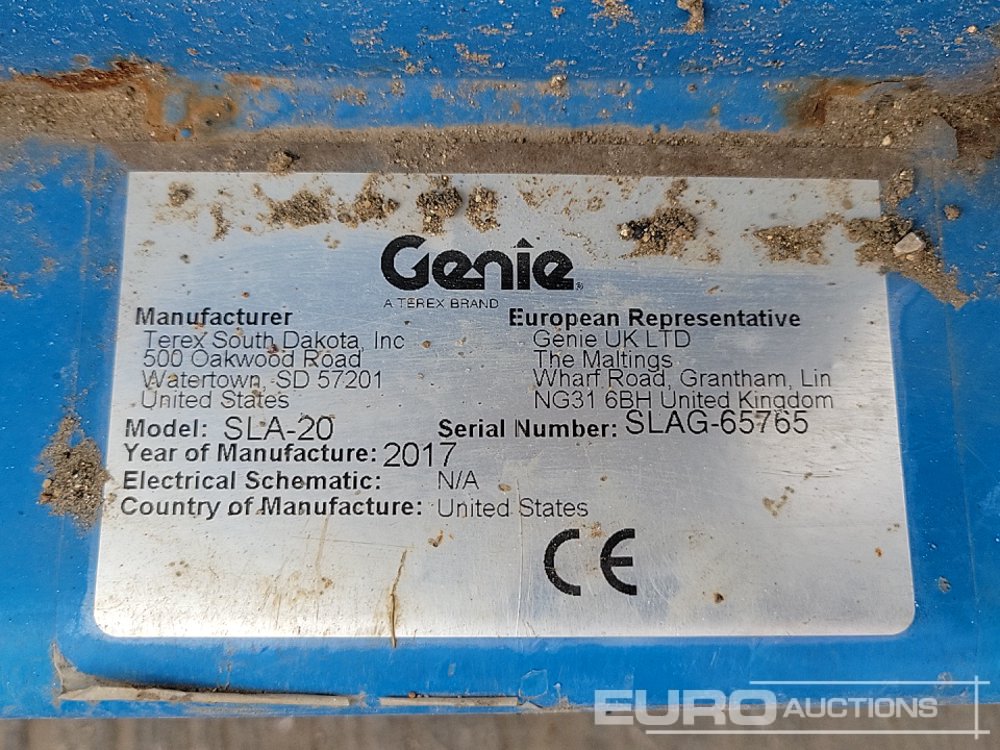 Genie
A TEREX BRAND
Manufacturer
Terex South Dakota, Inc
500 Oakwood Road
Watertown, SD 57201
United States
European Representative
Genie UK LTD
The Maltings
Wharf Road, Grantham, Lin
NG31 6BH United Kingdom
Model: SLA-20 Serial Number: SLAG-65765
Year of Manufacture: 2017
Electrical Schematic: N/A
Country of Manufacture: United States
CE
EURO AUCTIONS